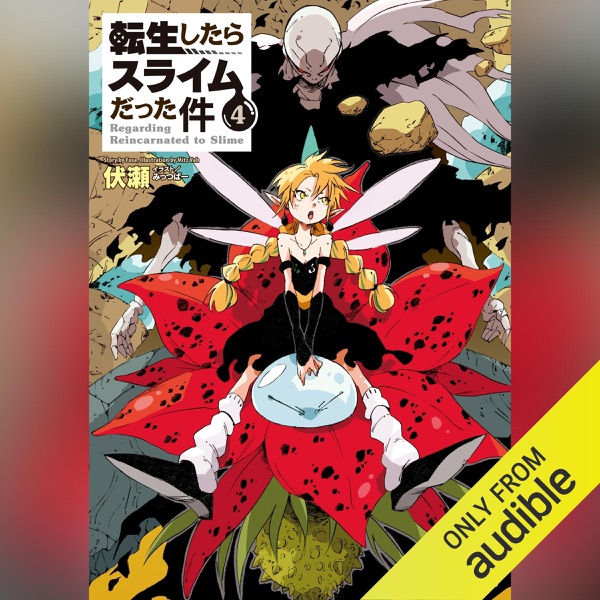 転生したら
スライム
だった件 4
Regarding
Reincarnated to Slime
Story by Fuse, Illustration by Mitz Vah
伏瀬 イラスト/
みっつばー
ONLY FROM
audible